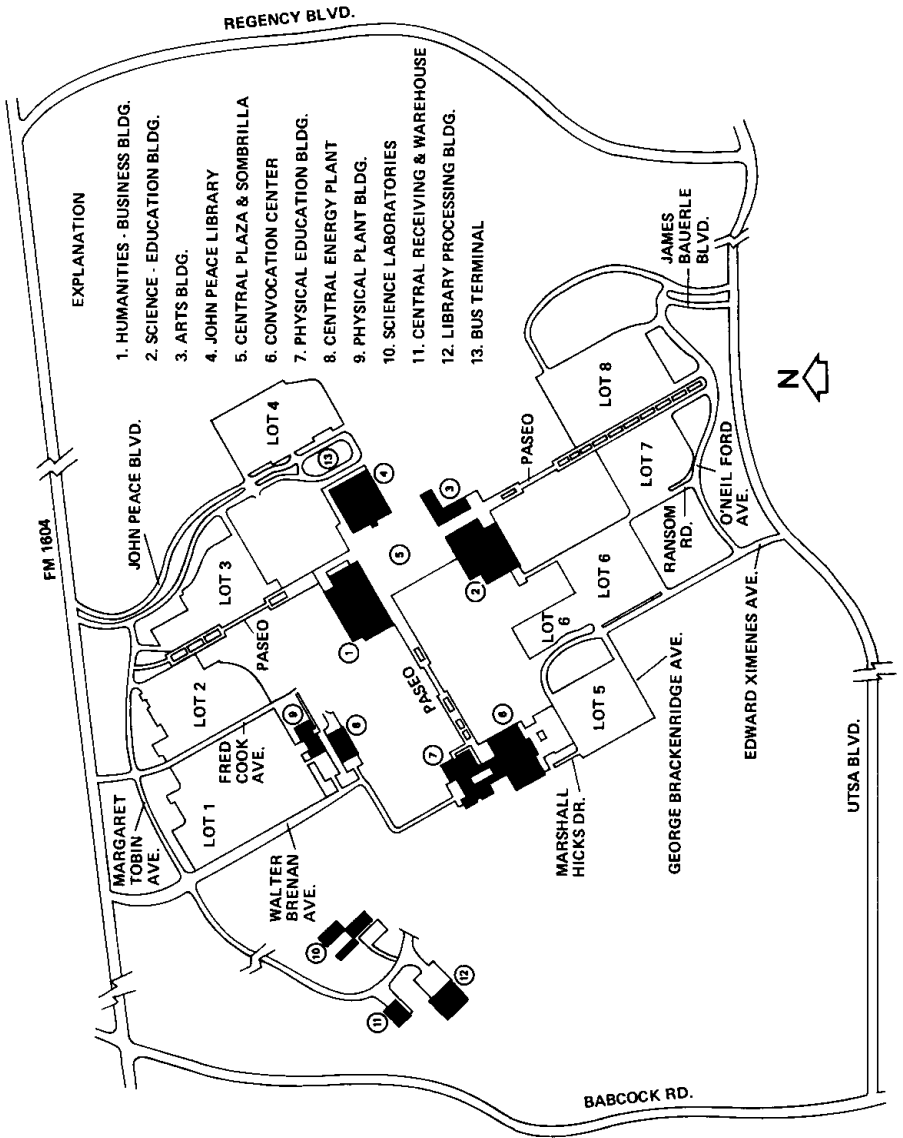 REGENCY BLVD.
FM 1604
EXPLANATION
1. HUMANITIES - BUSINESS BLDG.
2. SCIENCE - EDUCATION BLDG.
3. ARTS BLDG.
4. JOHN PEACE LIBRARY
5. CENTRAL PLAZA & SOMBRILLA
6. CONVOCATION CENTER
7. PHYSICAL EDUCATION BLDG.
8. CENTRAL ENERGY PLANT
9. PHYSICAL PLANT BLDG.
10. SCIENCE LABORATORIES
11. CENTRAL RECEIVING & WAREHOUSE
12. LIBRARY PROCESSING BLDG.
13. BUS TERMINAL
JOHN PEACE BLVD.
LOT 4
13
4
LOT 3
PASEO
1
5
3
2
PASEO
LOT 8
LOT 7
JAMES
BAUERLE
BLVD.
N
O'NEIL FORD
AVE.
RANSOM
RD.
LOT 6
LOT
6
LOT 5
EDWARD XIMENES AVE.
GEORGE BRACKENRIDGE AVE.
MARSHALL
HICKS DR.
PASEO
6
7
8
9
LOT 2
FRED
COOK
AVE.
LOT 1
MARGARET
TOBIN
AVE.
WALTER
BRENAN
AVE.
10
11
12
UTSA BLVD.
BABCOCK RD.